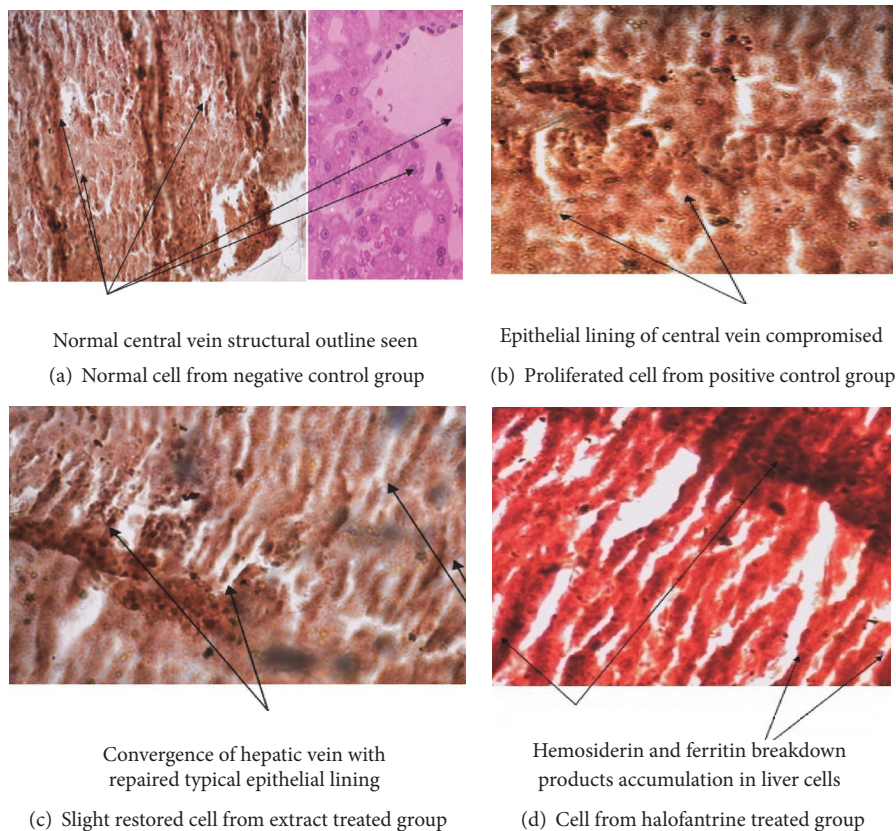 Normal central vein structural outline seen
(a) Normal cell from negative control group
Epithelial lining of central vein compromised
(b) Proliferated cell from positive control group
Convergence of hepatic vein with
repaired typical epithelial lining
(c) Slight restored cell from extract treated group
Hemosiderin and ferritin breakdown
products accumulation in liver cells
(d) Cell from halofantrine treated group